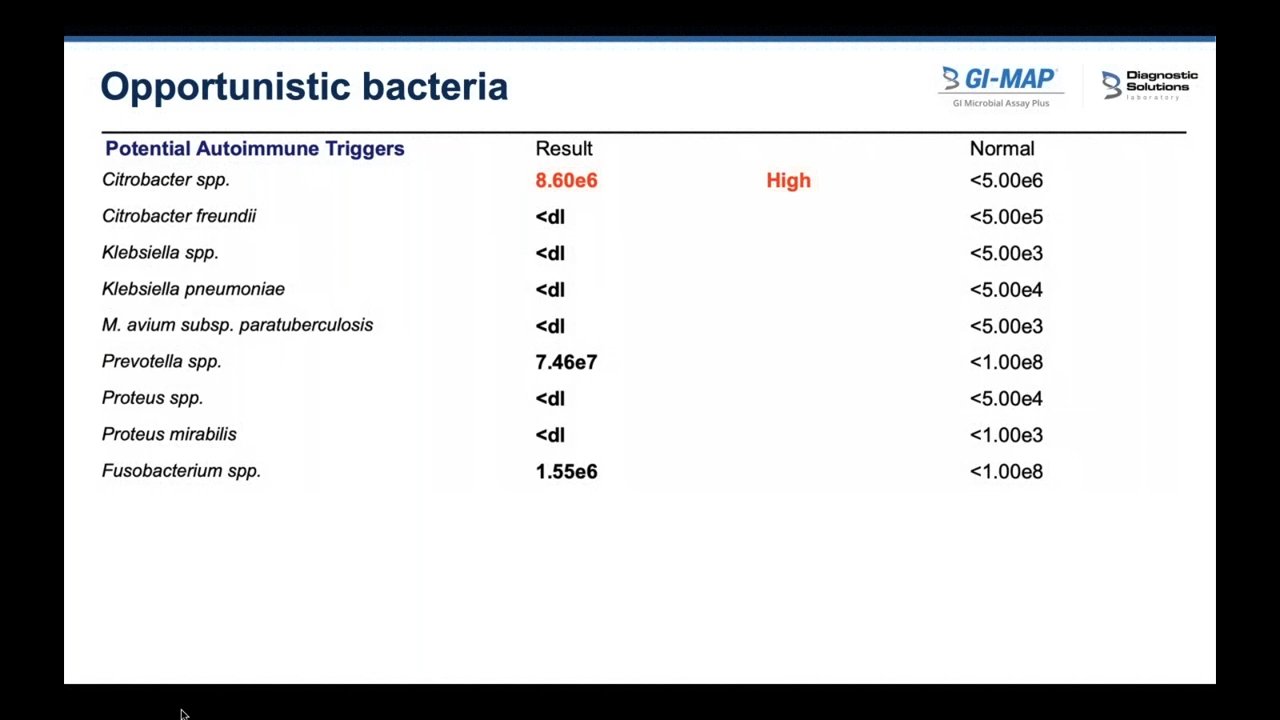 Opportunistic bacteria
GI-MAP
GI Microbial Assay Plus
Diagnostic
Solutions
laboratory
Potential Autoimmune Triggers Result Normal
Citrobacter spp. 8.60e6 High <5.00e6
Citrobacter freundii <dl <5.00e5
Klebsiella spp. <dl <5.00e3
Klebsiella pneumoniae <dl <5.00e4
M. avium subsp. paratuberculosis <dl <5.00e3
Prevotella spp. 7.46e7 <1.00e8
Proteus spp. <dl <5.00e4
Proteus mirabilis <dl <1.00e3
Fusobacterium spp. 1.55e6 <1.00e8